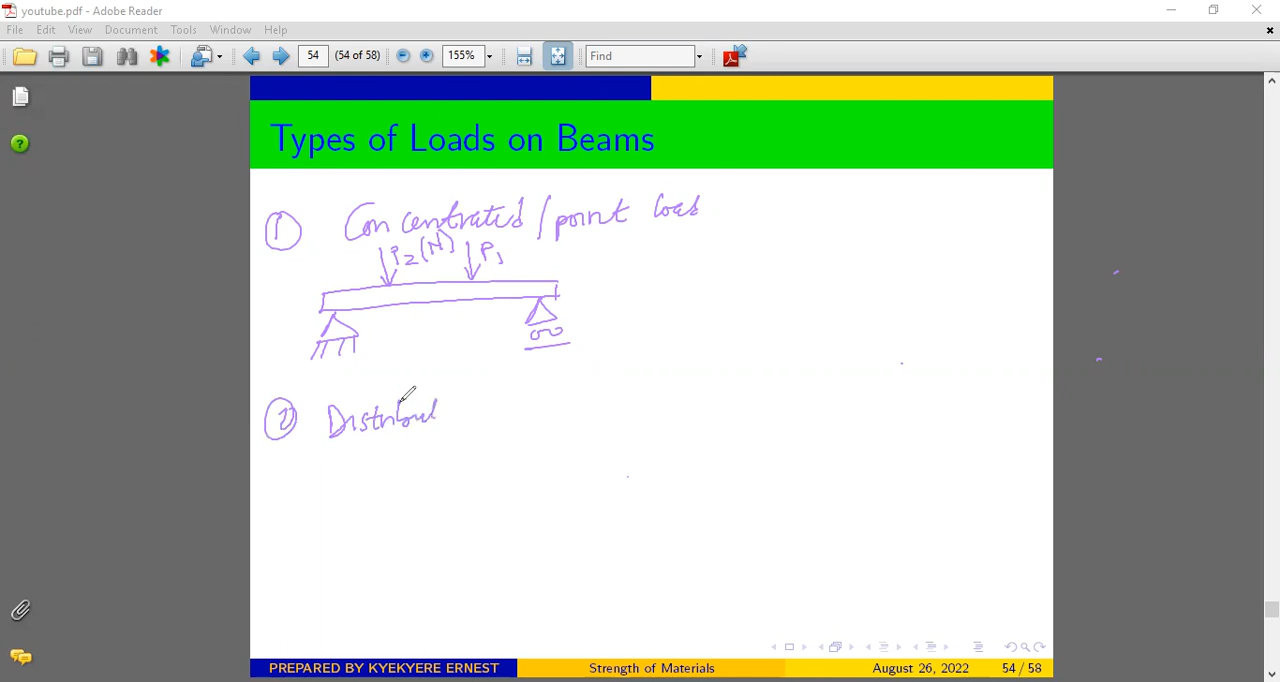 youtube.pdf - Adobe Reader
File Edit View Document Tools Window Help
54 (54 of 58) 155% Find
Types of Loads on Beams
1 Concentrated / point load
P2 (N) P1
2 Distribut
PREPARED BY KYEKYERE ERNEST Strength of Materials August 26, 2022 54 / 58